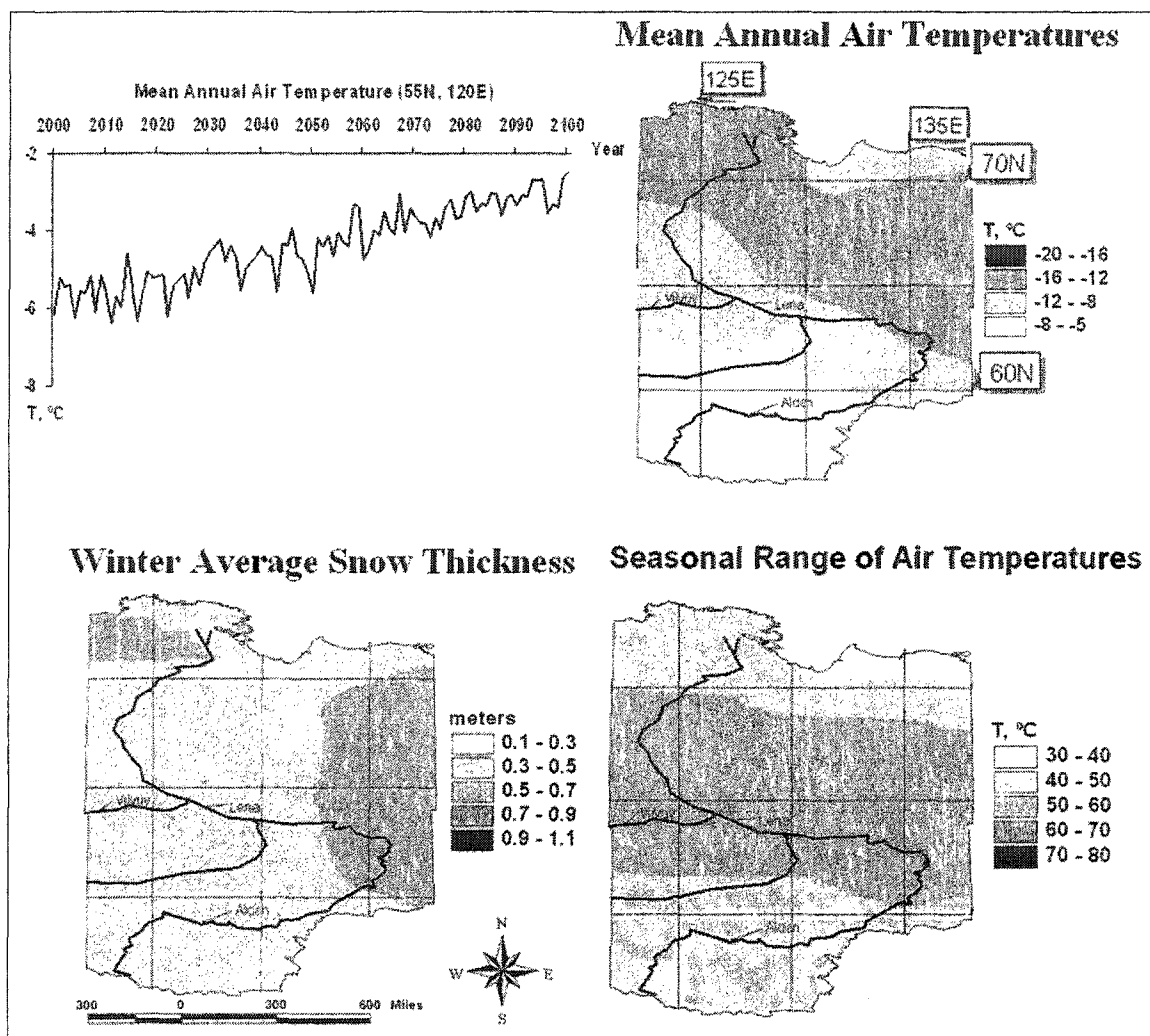 Mean Annual Air Temperatures
Mean Annual Air Temperature (55N, 120E)
2000 2010 2020 2030 2040 2050 2060 2070 2080 2090 2100
Year
-2
-4
-6
-8
T, °C
125E
135E
70N
60N
T, °C
-20 - -16
-16 - -12
-12 - -8
-8 - -5
Lena
Aldan
Winter Average Snow Thickness
meters
0.1 - 0.3
0.3 - 0.5
0.5 - 0.7
0.7 - 0.9
0.9 - 1.1
Lena
Aldan
N
W E
S
300 0 300 600 Miles
Seasonal Range of Air Temperatures
T, °C
30 - 40
40 - 50
50 - 60
60 - 70
70 - 80
Lena
Aldan